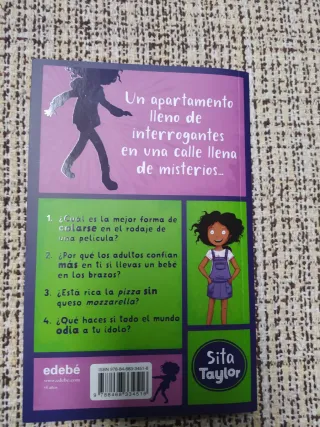 Un apartamento
lleno de
interrogantes
en una calle llena
de misterios...
1. ¿Cuál es la mejor forma de
colarse en el rodaje de
una película?
2. ¿Por qué los adultos confían
más en ti si llevas un bebé
en los brazos?
3. ¿Está rica la pizza sin
queso mozzarella?
4. ¿Qué haces si todo el mundo
odia a tu ídolo?
Sita
Taylor
edebé